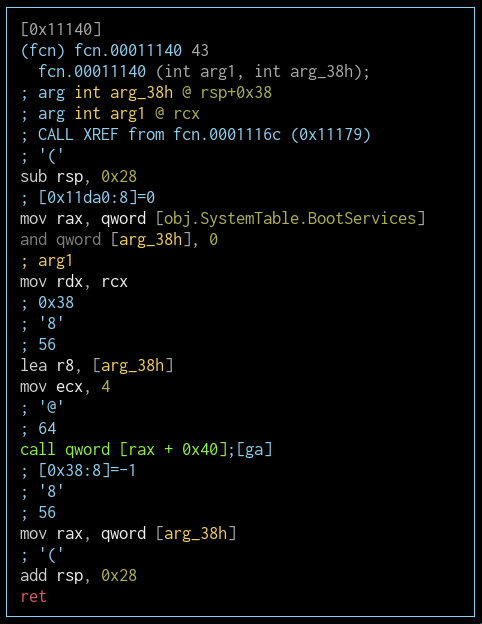 [0x11140]
(fcn) fcn.00011140 43
fcn.00011140 (int arg1, int arg_38h);
; arg int arg_38h @ rsp+0x38
; arg int arg1 @ rcx
; CALL XREF from fcn.0001116c (0x11179)
; '('
sub rsp, 0x28
; [0x11da0:8]=0
mov rax, qword [obj.SystemTable.BootServices]
and qword [arg_38h], 0
; arg1
mov rdx, rcx
; 0x38
; '8'
; 56
lea r8, [arg_38h]
mov ecx, 4
; '@'
; 64
call qword [rax + 0x40];[ga]
; [0x38:8]=-1
; '8'
; 56
mov rax, qword [arg_38h]
; '('
add rsp, 0x28
ret